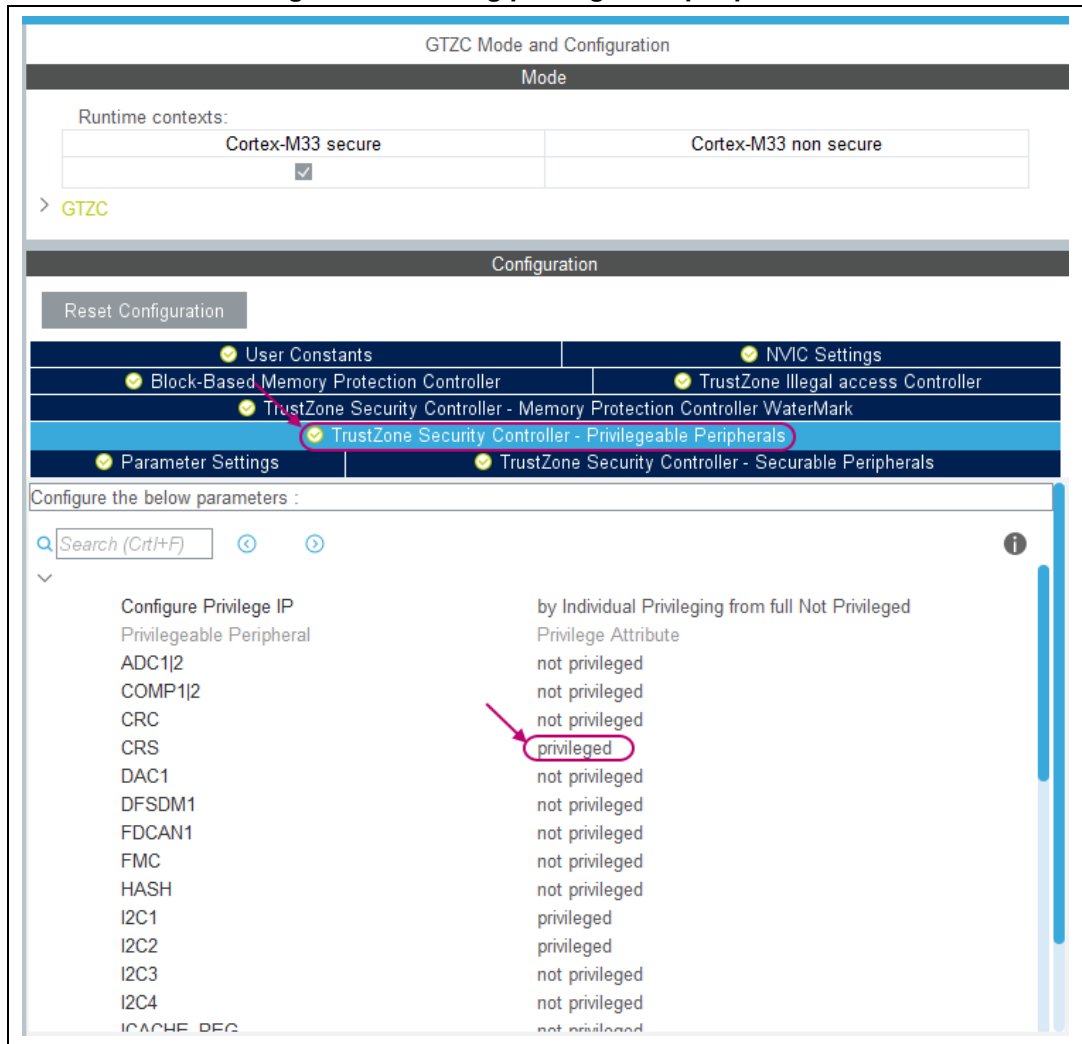 GTZC Mode and Configuration
Mode
Runtime contexts:
Cortex-M33 secure Cortex-M33 non secure
GTZC
Configuration
Reset Configuration
User Constants NVIC Settings
Block-Based Memory Protection Controller TrustZone Illegal access Controller
TrustZone Security Controller - Memory Protection Controller WaterMark
TrustZone Security Controller - Privilegeable Peripherals
Parameter Settings TrustZone Security Controller - Securable Peripherals
Configure the below parameters :
Search (Crtl+F)
Configure Privilege IP by Individual Privileging from full Not Privileged
Privilegeable Peripheral Privilege Attribute
ADC1|2 not privileged
COMP1|2 not privileged
CRC not privileged
CRS privileged
DAC1 not privileged
DFSDM1 not privileged
FDCAN1 not privileged
FMC not privileged
HASH not privileged
I2C1 privileged
I2C2 privileged
I2C3 not privileged
I2C4 not privileged
ICACHE_REG not privileged